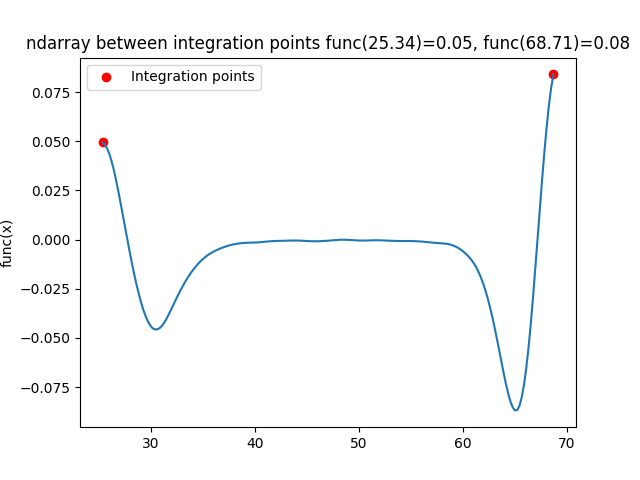 ndarray between integration points func(25.34)=0.05, func(68.71)=0.08
Integration points
func(x)
0.075
0.050
0.025
0.000
−0.025
−0.050
−0.075
30 40 50 60 70